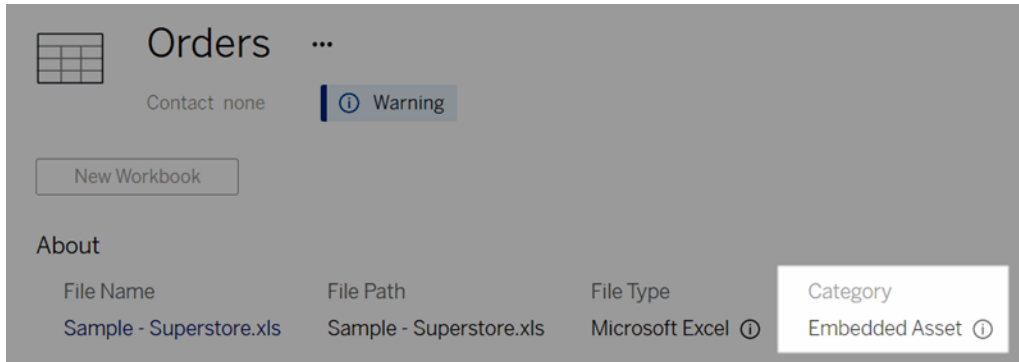 Orders ...
Contact none Warning
New Workbook
About
File Name File Path File Type Category
Sample - Superstore.xls Sample - Superstore.xls Microsoft Excel Embedded Asset